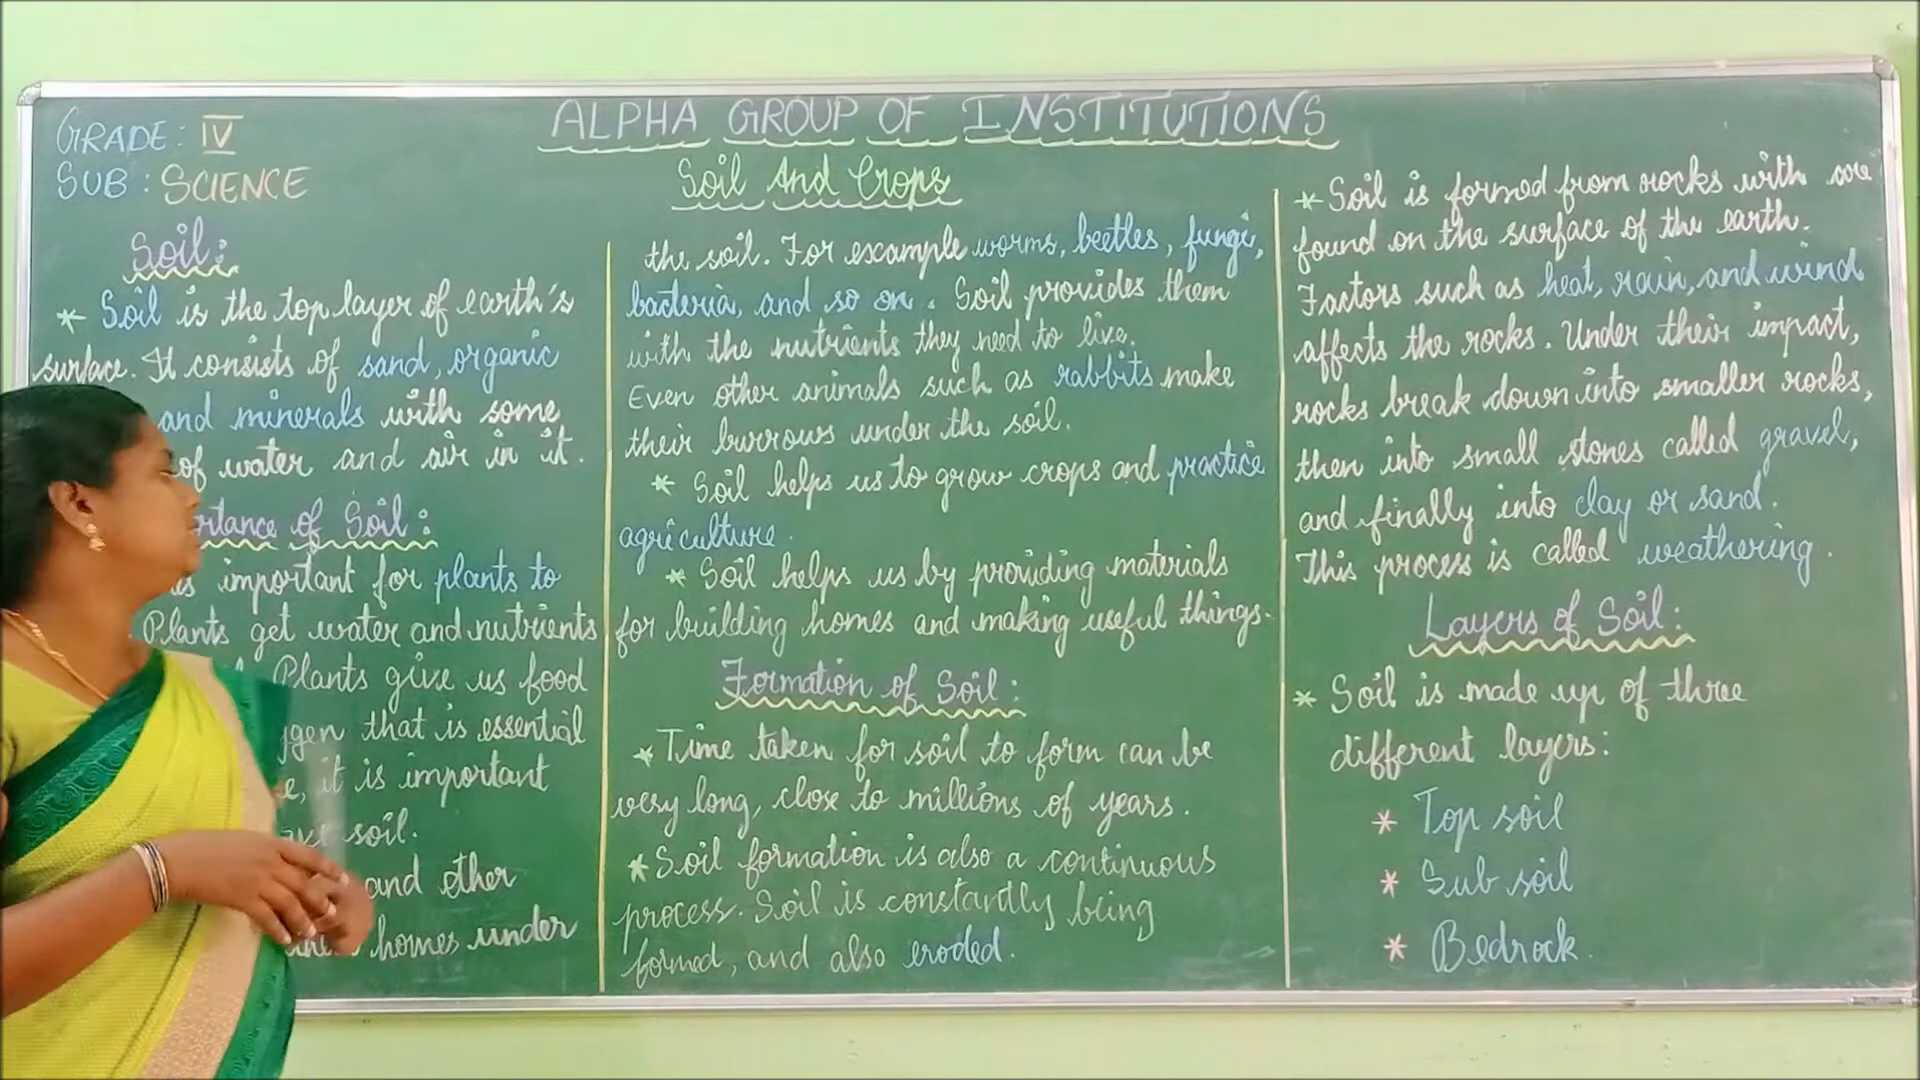 GRADE: IV
SUB: SCIENCE
ALPHA GROUP OF INSTITUTIONS
Soil And Crops
Soil:
* Soil is the top layer of earth's
surface. It consists of sand, organic
and minerals with some
of water and air in it.
of Soil:
is important for plants to
Plants get water and nutrients
Plants give us food
that is essential
it is important
soil.
and other
homes under
the soil. For example worms, beetles, fungi,
bacteria, and so on. Soil provides them
with the nutrients they need to live.
Even other animals such as rabbits make
their burrows under the soil.
* Soil helps us to grow crops and practice
agriculture.
* Soil helps us by providing materials
for building homes and making useful things.
Formation of Soil:
* Time taken for soil to form can be
very long, close to millions of years.
* Soil formation is also a continuous
process. Soil is constantly being
formed, and also eroded.
* Soil is formed from rocks with are
found on the surface of the earth.
Factors such as heat, rain, and wind
affects the rocks. Under their impact,
rocks break down into smaller rocks,
then into small stones called gravel,
and finally into clay or sand.
This process is called weathering.
Layers of Soil:
* Soil is made up of three
different layers:
* Top soil
* Sub soil
* Bedrock.